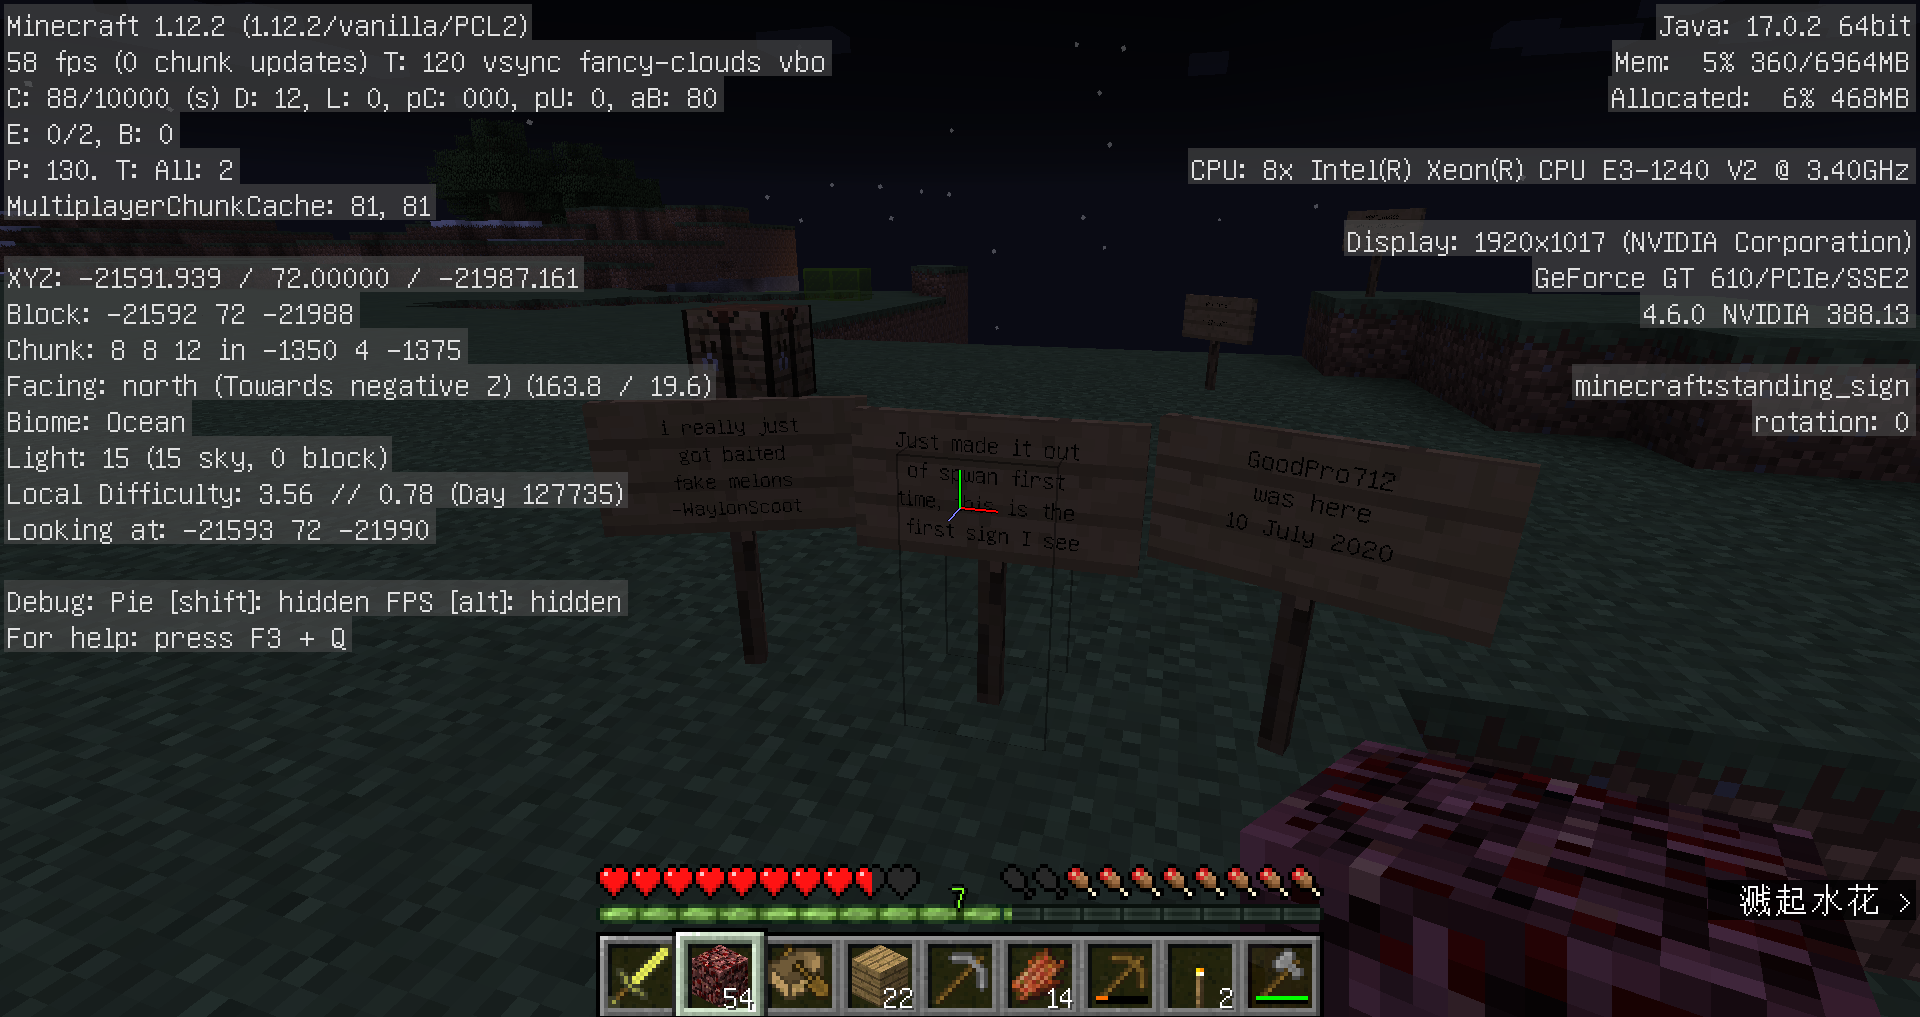 Minecraft 1.12.2 (1.12.2/vanilla/PCL2)
58 fps (0 chunk updates) T: 120 vsync fancy-clouds vbo
C: 88/10000 (s) D: 12, L: 0, pC: 000, pU: 0, aB: 80
E: 0/2, B: 0
P: 130. T: All: 2
MultiplayerChunkCache: 81, 81
XYZ: -21591.939 / 72.00000 / -21987.161
Block: -21592 72 -21988
Chunk: 8 8 12 in -1350 4 -1375
Facing: north (Towards negative Z) (163.8 / 19.6)
Biome: Ocean
Light: 15 (15 sky, 0 block)
Local Difficulty: 3.56 // 0.78 (Day 127735)
Looking at: -21593 72 -21990
Debug: Pie [shift]: hidden FPS [alt]: hidden
For help: press F3 + Q
Java: 17.0.2 64bit
Mem: 5% 360/6964MB
Allocated: 6% 468MB
CPU: 8x Intel(R) Xeon(R) CPU E3-1240 V2 @ 3.40GHz
Display: 1920x1017 (NVIDIA Corporation)
GeForce GT 610/PCIe/SSE2
4.6.0 NVIDIA 388.13
minecraft:standing_sign
rotation: 0
i really just
got baited
fake melons
-WaylonScoot
Just made it out
of spwan first
time, this is the
first sign I see
GoodPro712
was here
10 July 2020
溅起水花 >
7
54
22
14
2